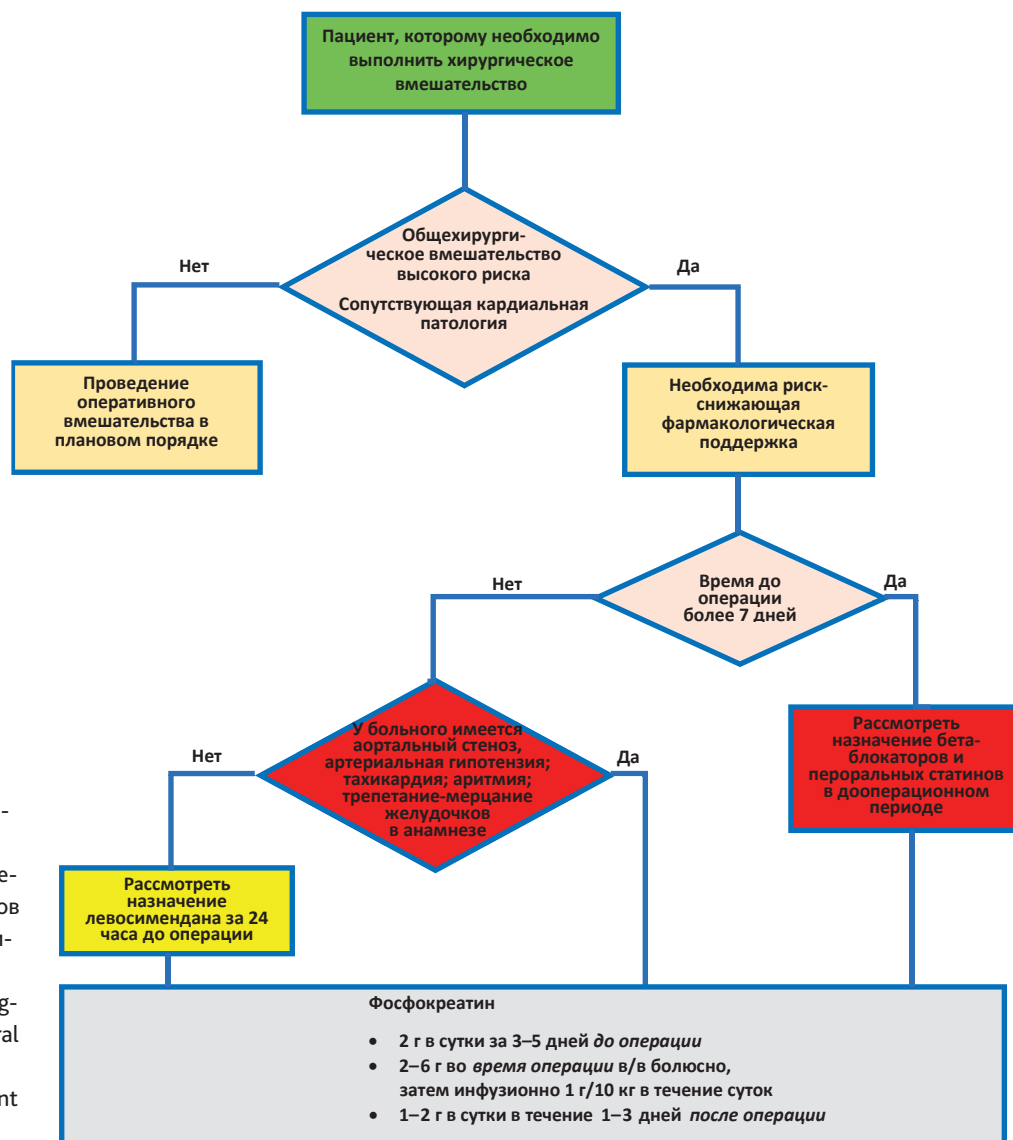 Пациент, которому необходимо
выполнить хирургическое
вмешательство
Общехирурги-
ческое вмешательство
высокого риска
Сопутствующая кардиальная
патология
Нет
Да
Проведение
оперативного
вмешательства в
плановом порядке
Необходима риск-
снижающая
фармакологическая
поддержка
Время до
операции
более 7 дней
Нет
Да
У больного имеется
аортальный стеноз,
артериальная гипотензия;
тахикардия; аритмия;
трепетание-мерцание
желудочков
в анамнезе
Нет
Да
Рассмотреть
назначение бета-
блокаторов и
пероральных статинов
в дооперационном
периоде
Рассмотреть
назначение
левосимендана за 24
часа до операции
Фосфокреатин
• 2 г в сутки за 3–5 дней до операции
• 2–6 г во время операции в/в болюсно,
затем инфузионно 1 г/10 кг в течение суток
• 1–2 г в сутки в течение 1–3 дней после операции